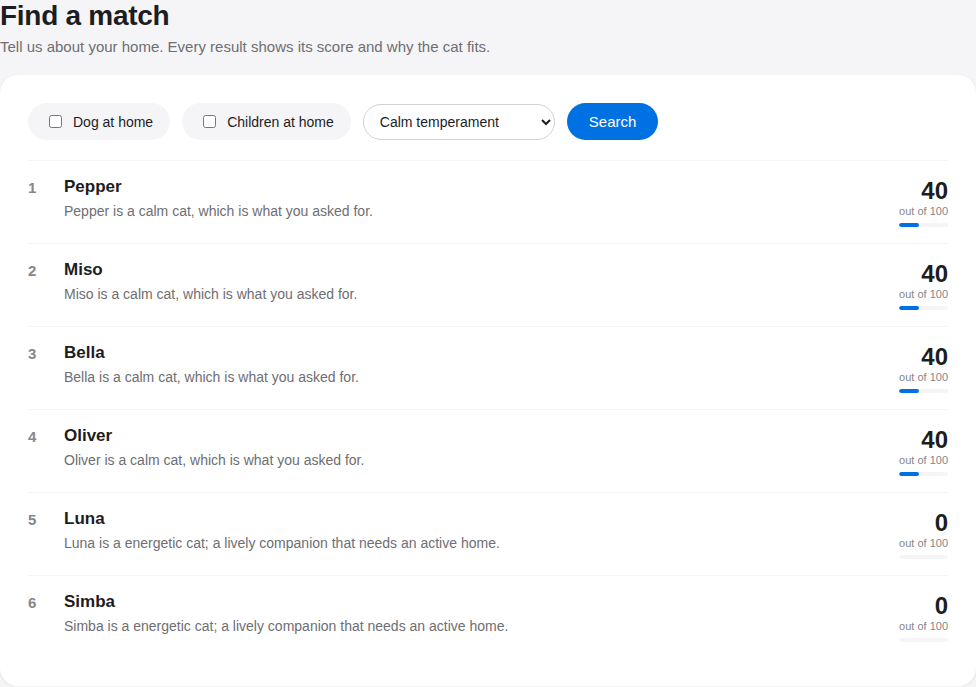 Find a match
Tell us about your home. Every result shows its score and why the cat fits.
Dog at home Children at home Calm temperament Search
1 Pepper 40
Pepper is a calm cat, which is what you asked for. out of 100
2 Miso 40
Miso is a calm cat, which is what you asked for. out of 100
3 Bella 40
Bella is a calm cat, which is what you asked for. out of 100
4 Oliver 40
Oliver is a calm cat, which is what you asked for. out of 100
5 Luna 0
Luna is a energetic cat; a lively companion that needs an active home. out of 100
6 Simba 0
Simba is a energetic cat; a lively companion that needs an active home. out of 100